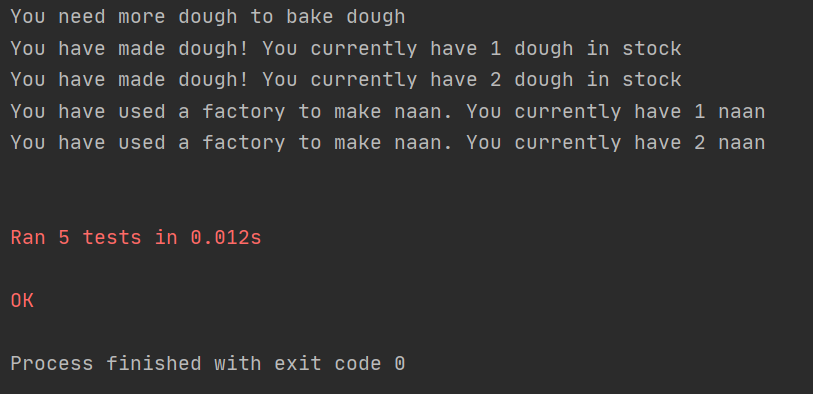 You need more dough to bake dough
You have made dough! You currently have 1 dough in stock
You have made dough! You currently have 2 dough in stock
You have used a factory to make naan. You currently have 1 naan
You have used a factory to make naan. You currently have 2 naan
Ran 5 tests in 0.012s
OK
Process finished with exit code 0